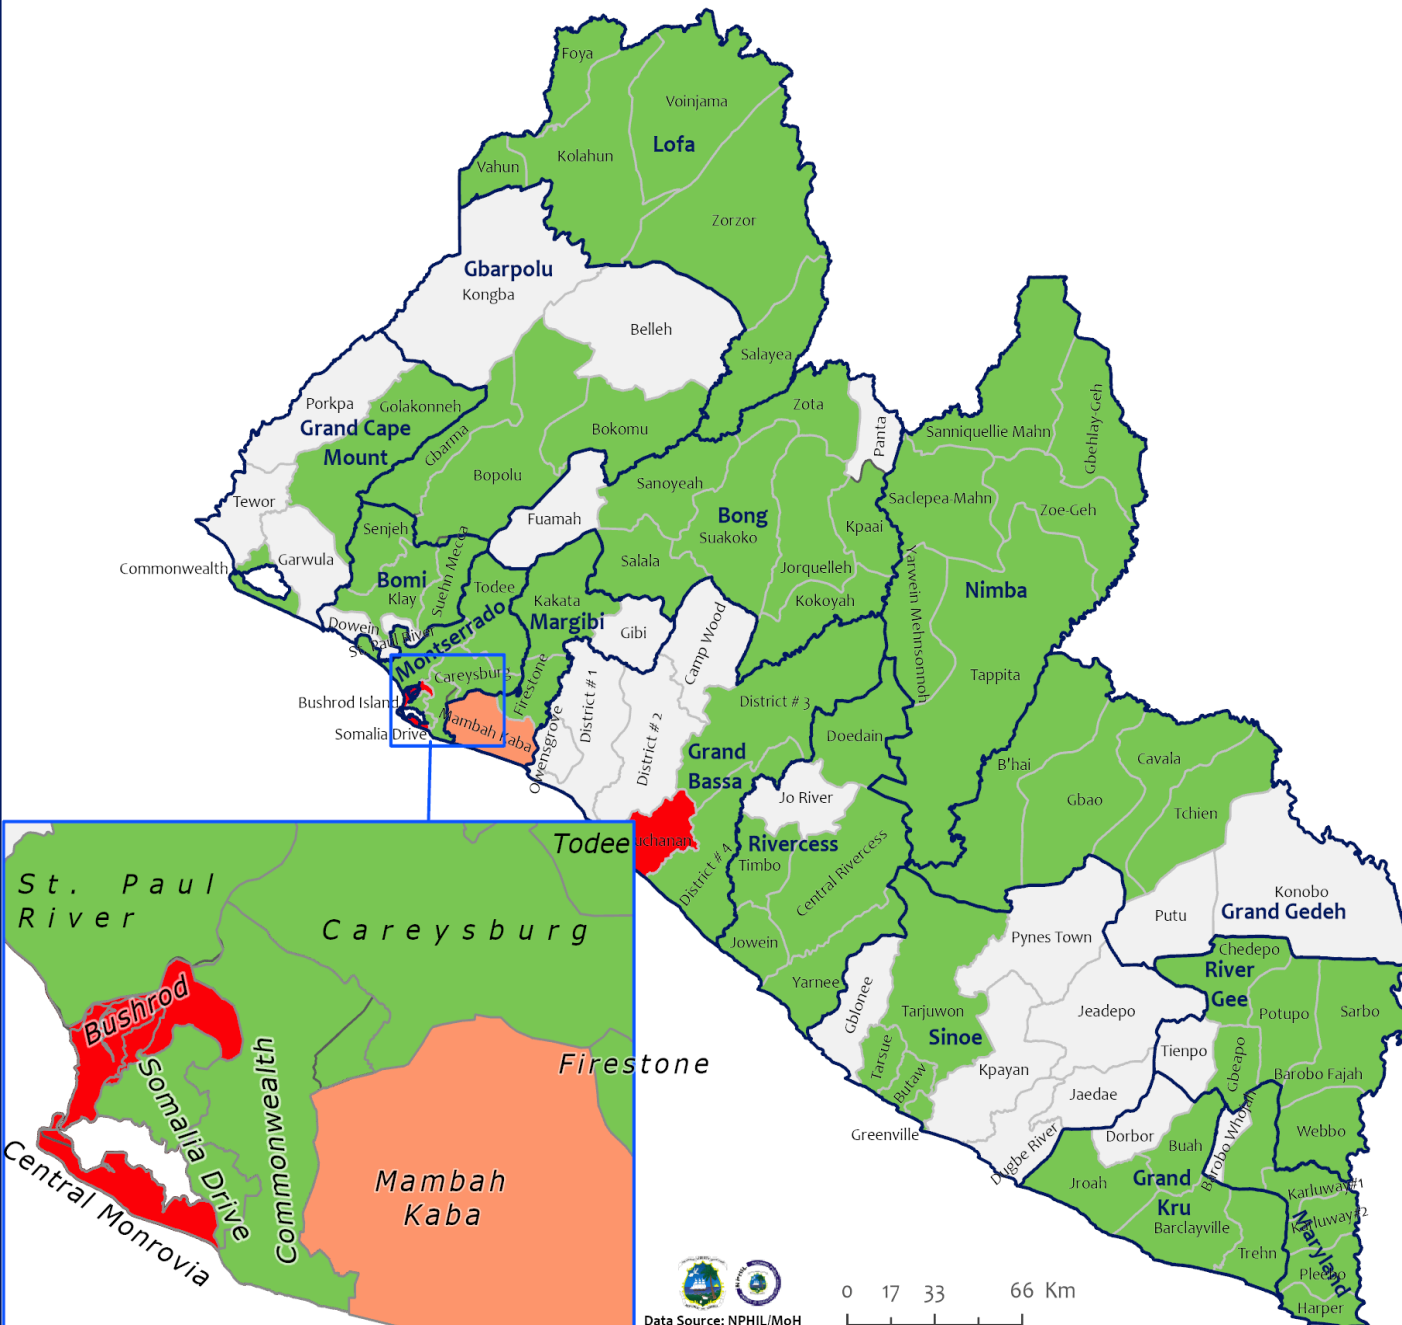 Foya
Voinjama
Lofa
Kolahun
Vahun
Zorzor
Gbarpolu
Kongba
Belleh
Salayea
Porkpa
Golakonneh
Grand Cape
Mount
Zota
Panta
Sanniquellie Mahn
Gbehlay-Geh
Bokomu
Gbarma
Bopolu
Sanoyeah
Saclepea-Mahn
Tewor
Fuamah
Bong
Suakoko
Kpaai
Zoe-Geh
Senjeh
Garwula
Commonwealth
Suehn Mecca
Salala
Jorquelleh
Yarwein Mehnsonnoh
Bomi
Klay
Todee
Kakata
Kokoyah
Nimba
Margibi
Dowein
Gibi
Camp Wood
St. Paul River
Montserrado
Careysburg
Firestone
District # 1
Tappita
Bushrod Island
District # 3
Mambah Kaba
Somalia Drive
Owensgrove
District # 2
Doedain
Grand
Bassa
B'hai
Cavala
Jo River
Gbao
Tchien
uchanan
Rivercess
Timbo
District # 4
Central Rivercess
Konobo
Grand Gedeh
Putu
Jowein
Pynes Town
Chedepo
River
Gee
Yarnee
Gblonee
Tarjuwon
Jeadepo
Potupo
Sarbo
Sinoe
Tarsue
Butaw
Kpayan
Tienpo
Gbeapo
Barobo Fajah
Jaedae
Greenville
Dugbe River
Dorbor
Buah
Barobo Whojah
Webbo
Jroah
Grand
Kru
Barclayville
Karluway#1
Karluway#2
Maryland
Trehn
Pleebo
Harper
St. Paul
River
Careysburg
Todee
Bushrod
Somalia Drive
Commonwealth
Firestone
Central Monrovia
Mambah
Kaba
0 17 33 66 Km
Data Source: NPHIL/MoH